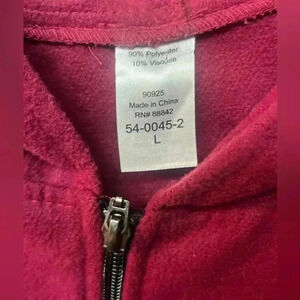 90% Polyester
10% Viscose
90925
Made in China
RN# 88842
54-0045-2
L